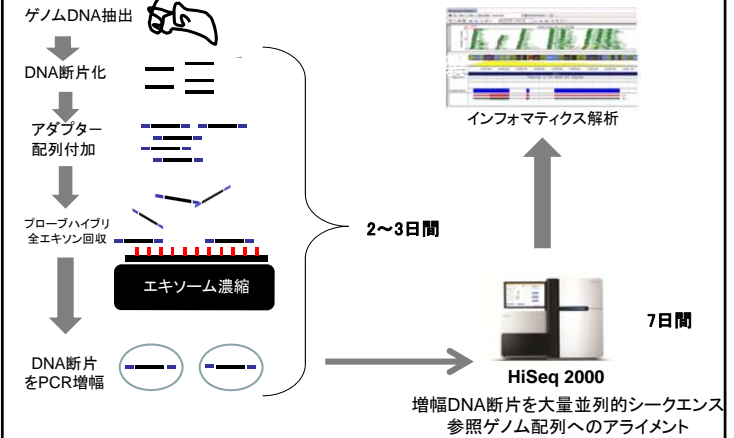 ゲノムDNA抽出
DNA断片化
アダプター
配列付加
プローブハイブリ
全エキソン回収
エキソーム濃縮
DNA断片
をPCR増幅
2～3日間
HiSeq 2000
7日間
増幅DNA断片を大量並列的シークエンス
参照ゲノム配列へのアライメント
インフォマティクス解析